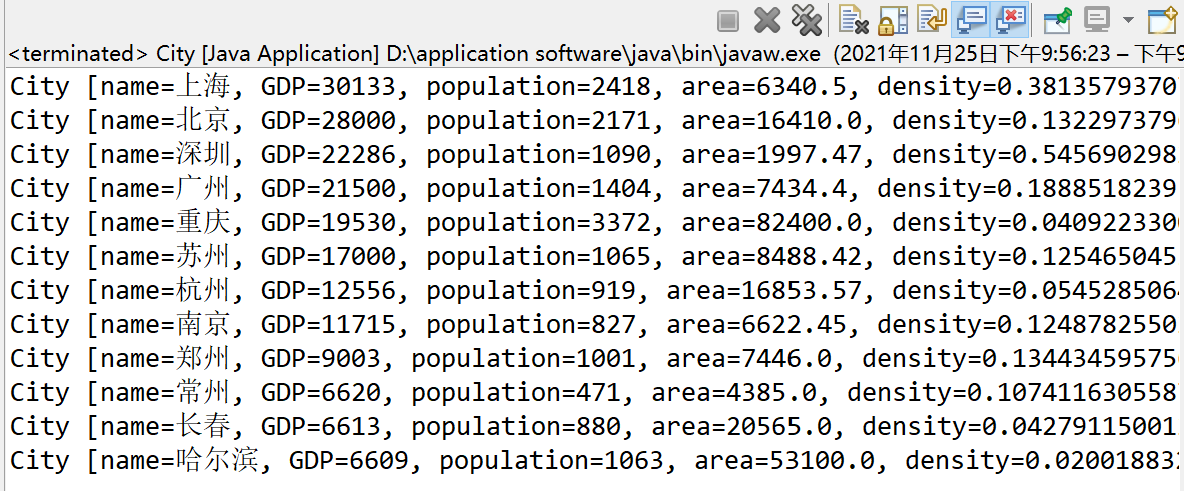 <terminated> City [Java Application] D:\application software\java\bin\javaw.exe (2021年11月25日下午9:56:23 – 下午9
City [name=上海, GDP=30133, population=2418, area=6340.5, density=0.38135793707
City [name=北京, GDP=28000, population=2171, area=16410.0, density=0.132297379
City [name=深圳, GDP=22286, population=1090, area=1997.47, density=0.545690298
City [name=广州, GDP=21500, population=1404, area=7434.4, density=0.1888518239
City [name=重庆, GDP=19530, population=3372, area=82400.0, density=0.040922330
City [name=苏州, GDP=17000, population=1065, area=8488.42, density=0.125465045
City [name=杭州, GDP=12556, population=919, area=16853.57, density=0.054528506
City [name=南京, GDP=11715, population=827, area=6622.45, density=0.1248782550
City [name=郑州, GDP=9003, population=1001, area=7446.0, density=0.13443459575
City [name=常州, GDP=6620, population=471, area=4385.0, density=0.107411630558
City [name=长春, GDP=6613, population=880, area=20565.0, density=0.04279115001
City [name=哈尔滨, GDP=6609, population=1063, area=53100.0, density=0.02001883